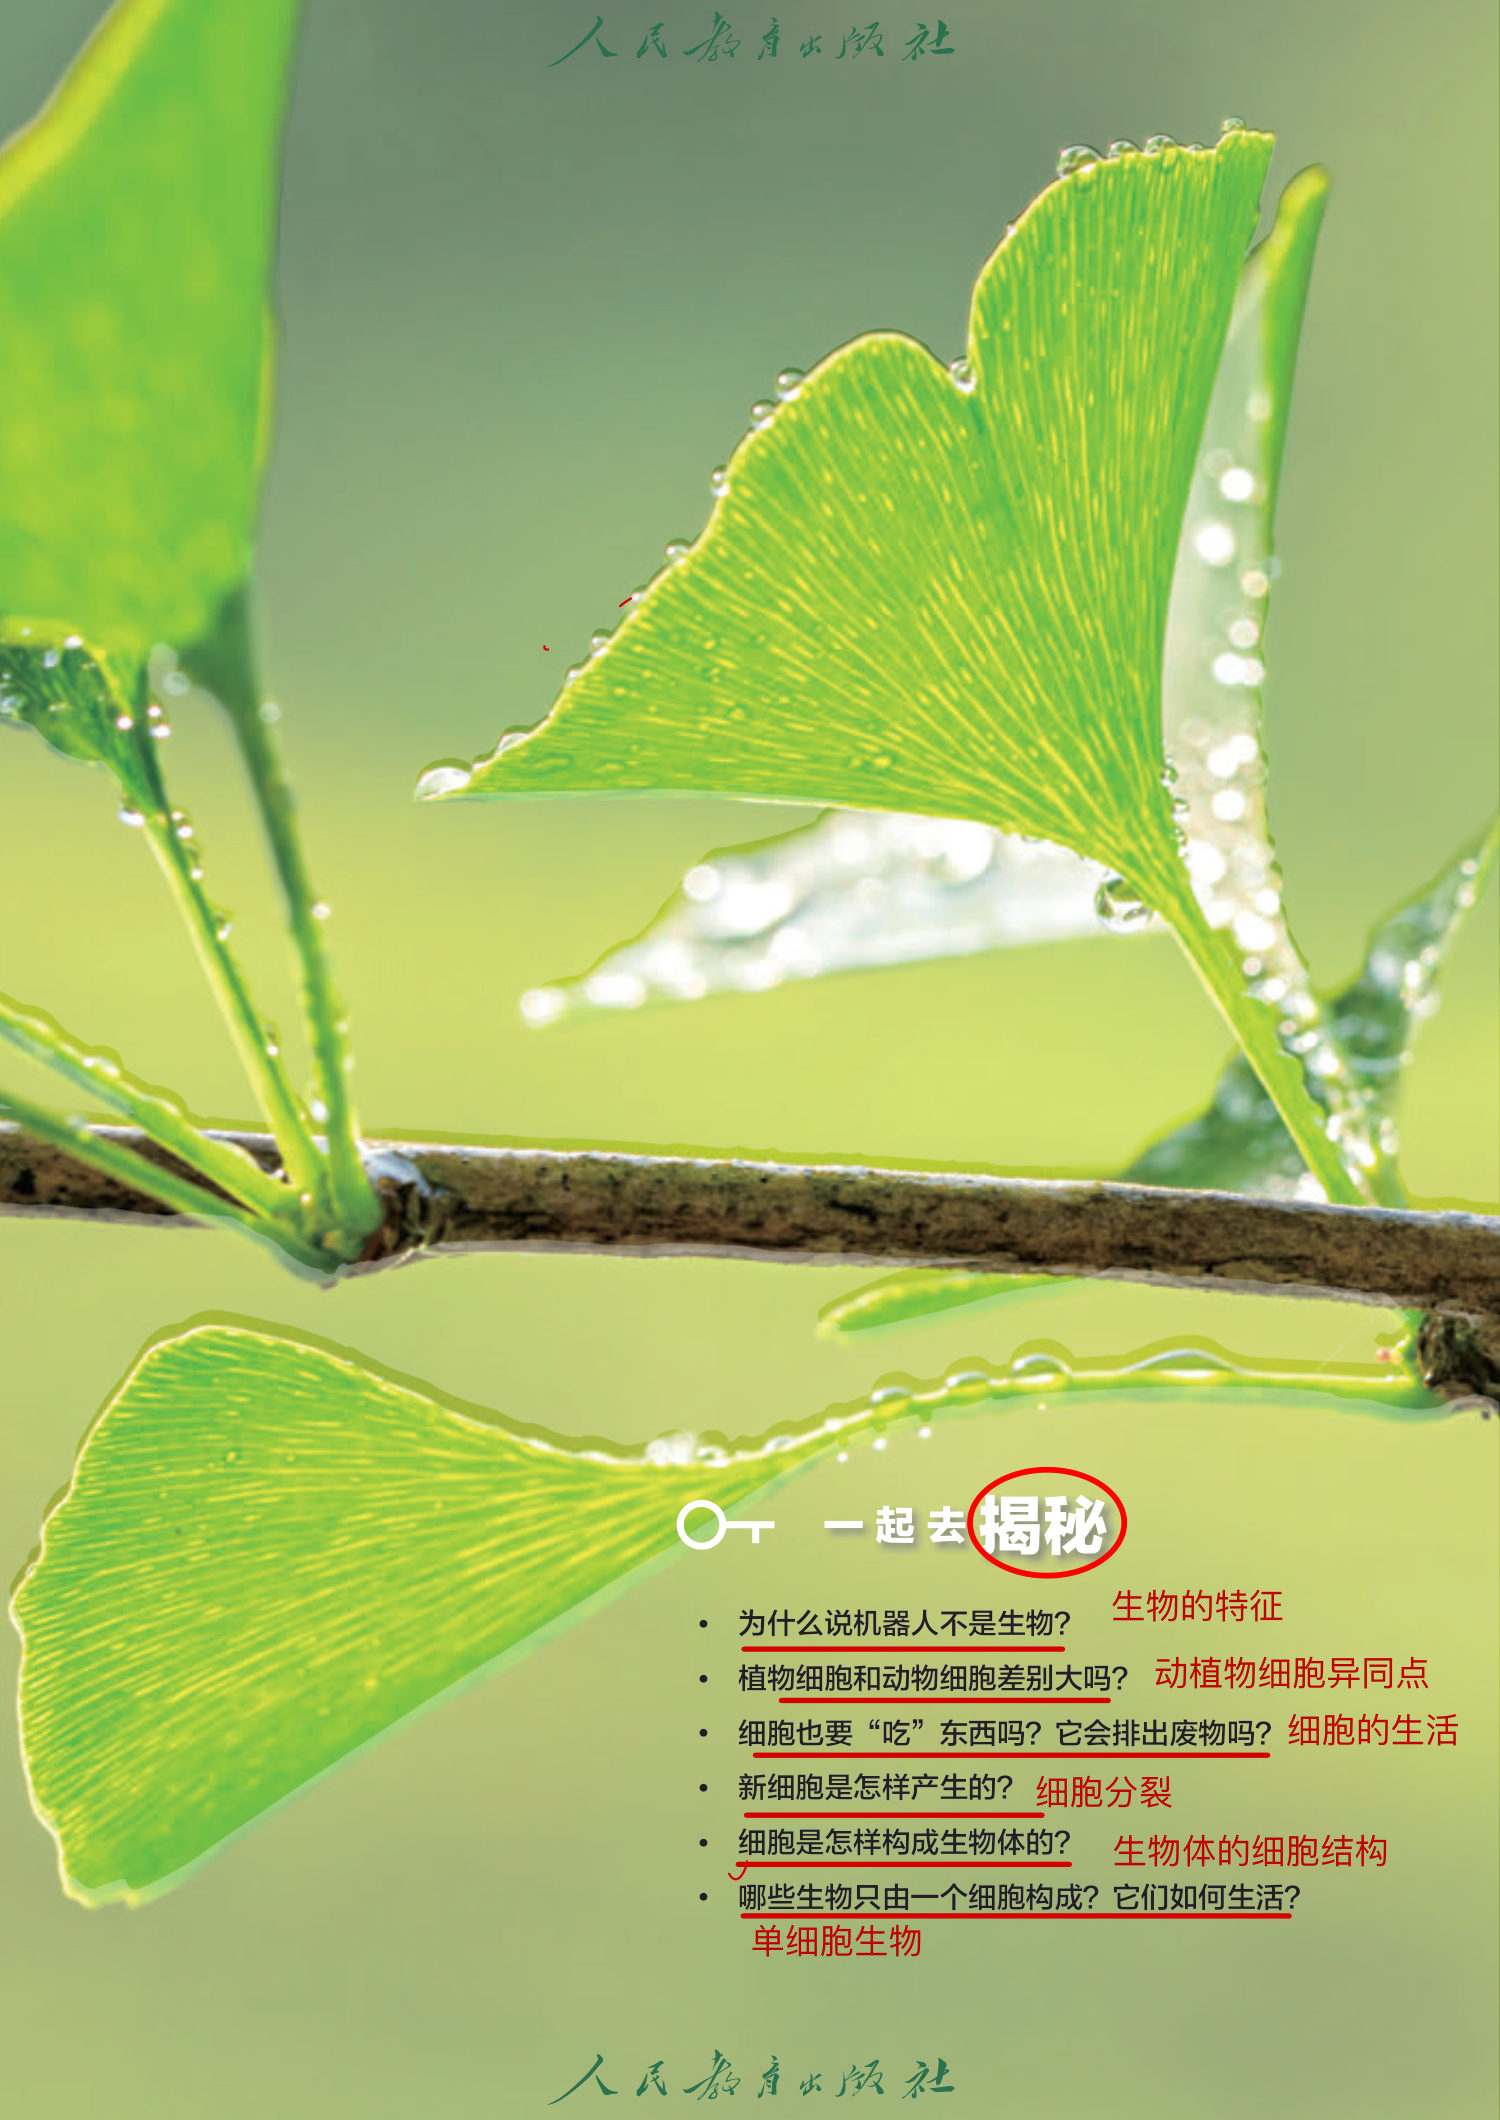 人民教育出版社
一起去揭秘
• 为什么说机器人不是生物? 生物的特征
• 植物细胞和动物细胞差别大吗? 动植物细胞异同点
• 细胞也要“吃”东西吗?它会排出废物吗? 细胞的生活
• 新细胞是怎样产生的? 细胞分裂
• 细胞是怎样构成生物体的? 生物体的细胞结构
• 哪些生物只由一个细胞构成?它们如何生活?
单细胞生物
人民教育出版社